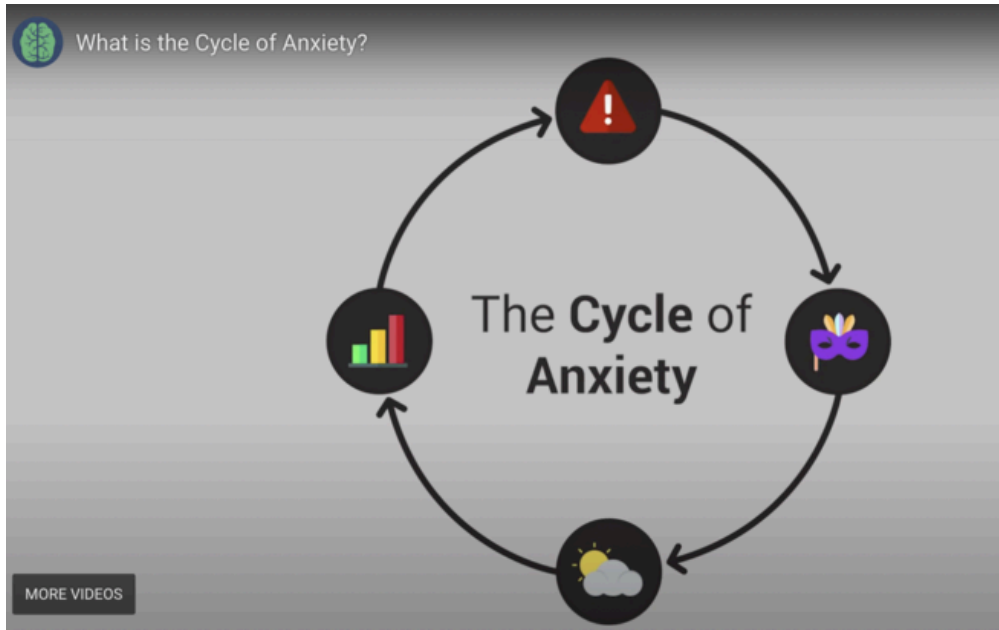 What is the Cycle of Anxiety?
The Cycle of
Anxiety
MORE VIDEOS